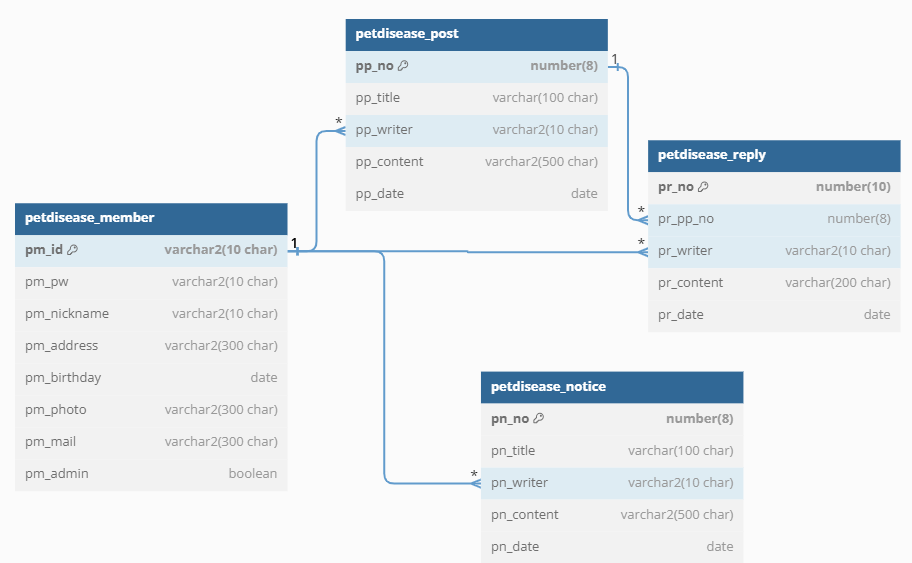 petdisease_post
pp_no number(8)
pp_title varchar(100 char)
pp_writer varchar2(10 char)
pp_content varchar2(500 char)
pp_date date
1
*
petdisease_reply
pr_no number(10)
pr_pp_no number(8)
pr_writer varchar2(10 char)
pr_content varchar(200 char)
pr_date date
*
*
petdisease_member
pm_id varchar2(10 char)
pm_pw varchar2(10 char)
pm_nickname varchar2(10 char)
pm_address varchar2(300 char)
pm_birthday date
pm_photo varchar2(300 char)
pm_mail varchar2(300 char)
pm_admin boolean
1
petdisease_notice
pn_no number(8)
pn_title varchar(100 char)
pn_writer varchar2(10 char)
pn_content varchar2(500 char)
pn_date date
*